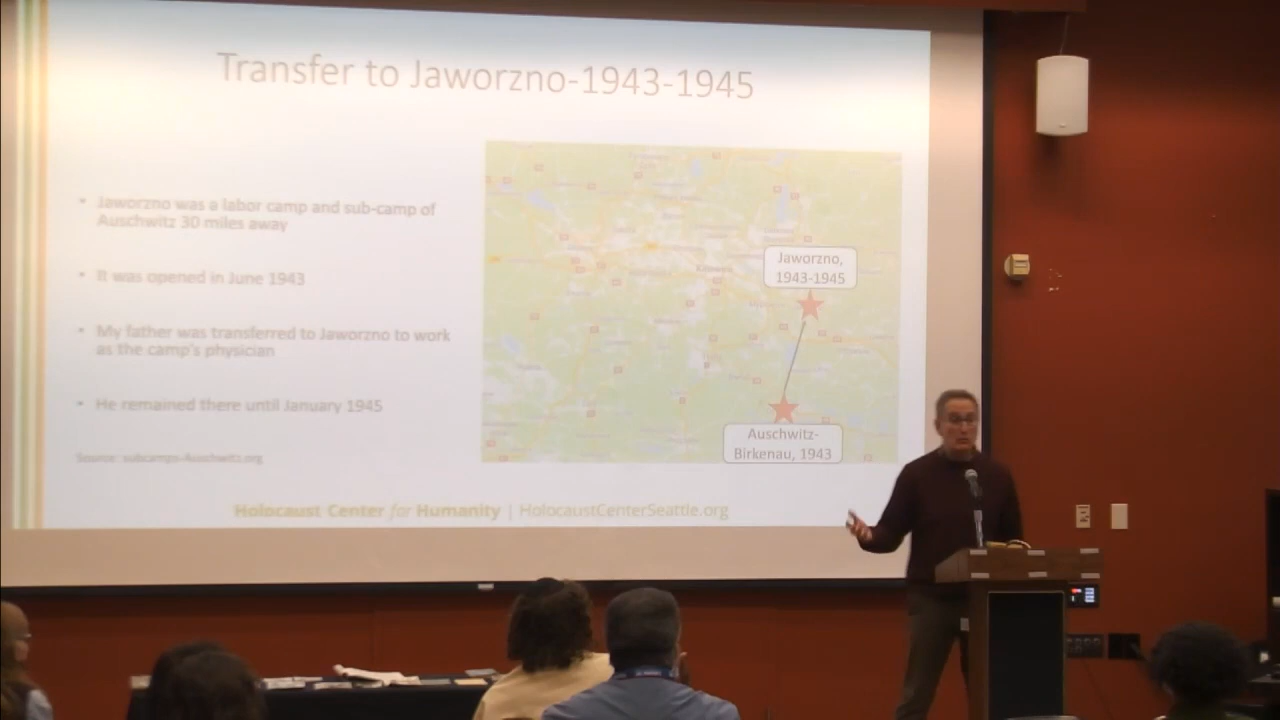 Transfer to Jaworzno-1943-1945
• Jaworzno was a labor camp and sub-camp of
Auschwitz 30 miles away
• It was opened in June 1943
• My father was transferred to Jaworzno to work
as the camp's physician
• He remained there until January 1945
Source: subcamps-Auschwitz.org
Jaworzno,
1943-1945
Auschwitz-
Birkenau, 1943
Holocaust Center for Humanity | HolocaustCenterSeattle.org